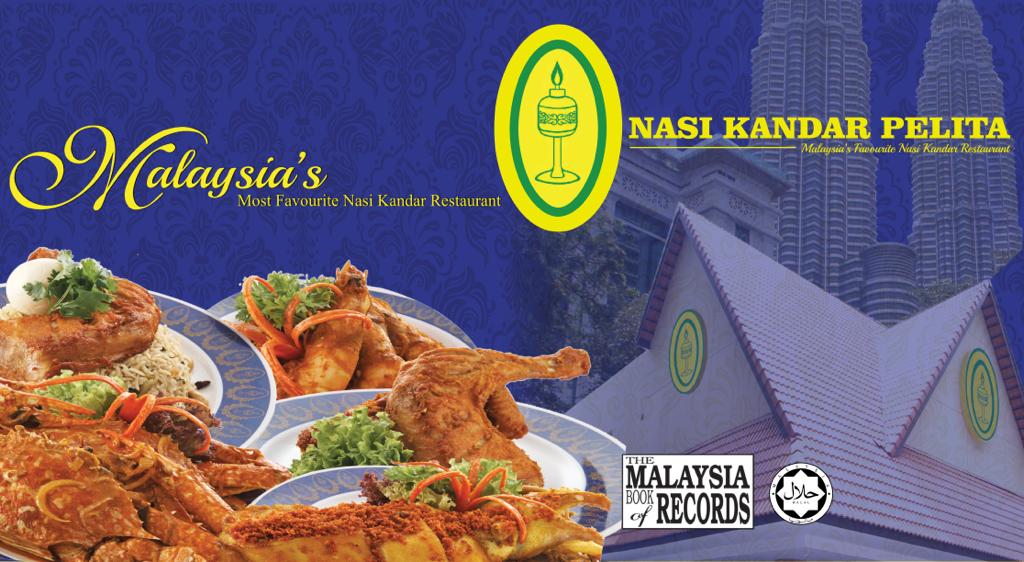 Malaysia's
Most Favourite Nasi Kandar Restaurant
NASI KANDAR PELITA
Malaysia's Favourite Nasi Kandar Restaurant
THE
MALAYSIA
BOOK of RECORDS
حلال
HALAL